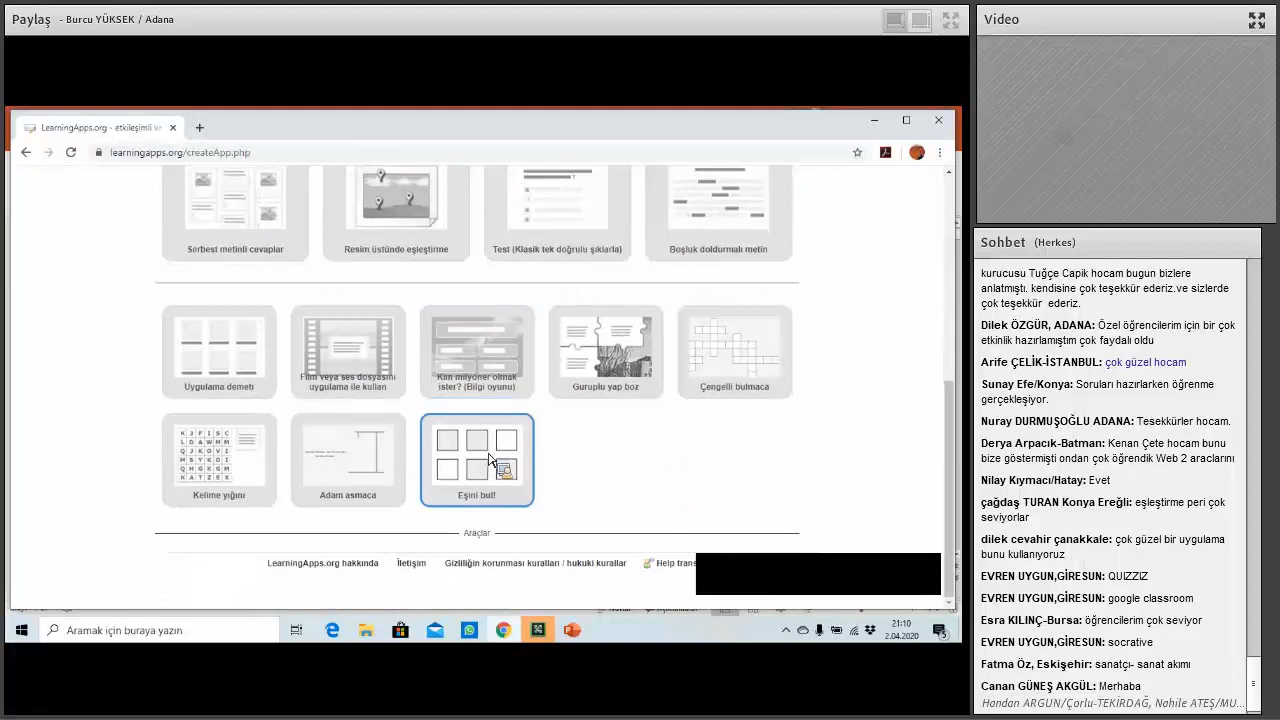 Paylaş - Burcu YÜKSEK / Adana
LearningApps.org - etkileşimli ve
learningapps.org/createApp.php
Serbest metinli cevaplar
Resim üstünde eşleştirme
Test (Klasik tek doğrulu şıklarla)
Boşluk doldurmalı metin
Uygulama demeti
Film veya ses dosyasını
uygulama ile kullan
Kim milyoner olmak
ister? (Bilgi oyunu)
Guruplu yap boz
Çengelli bulmaca
Kelime yığını
Adam asmaca
Eşini bul!
Araçlar
LearningApps.org hakkında
İletişim
Gizliliğin korunması kuralları / hukuki kurallar
Help trans
Aramak için buraya yazın
21:10
2.04.2020
5
Video
Sohbet (Herkes)
kurucusu Tuğçe Capik hocam bugun bizlere
anlatmıştı. kendisine çok teşekkür ederiz.ve sizlerde
çok teşekkür ederiz.
Dilek ÖZGÜR, ADANA: Özel öğrencilerim için bir çok
etkinlik hazırlamıştım çok faydalı oldu
Arife ÇELİK-İSTANBUL: çok güzel hocam
Sunay Efe/Konya: Soruları hazırlarken öğrenme
gerçekleşiyor.
Nuray DURMUŞOĞLU ADANA: Tesekkürler hocam.
Derya Arpacık-Batman: Kenan Çete hocam bunu
bize göstermişti ondan çok öğrendik Web 2 araclarını
Nilay Kıymacı/Hatay: Evet
çağdaş TURAN Konya Ereğli: eşleştirme peri çok
seviyorlar
dilek cevahir çanakkale: çok güzel bir uygulama
bunu kullanıyoruz
EVREN UYGUN,GİRESUN: QUIZZIZ
EVREN UYGUN,GİRESUN: google classroom
Esra KILINÇ-Bursa: öğrencilerim çok seviyor
EVREN UYGUN,GİRESUN: socrative
Fatma Öz, Eskişehir: sanatçı- sanat akımı
Canan GÜNEŞ AKGÜL: Merhaba
Handan ARGUN/Çorlu-TEKİRDAĞ, Nahile ATEŞ/MU...